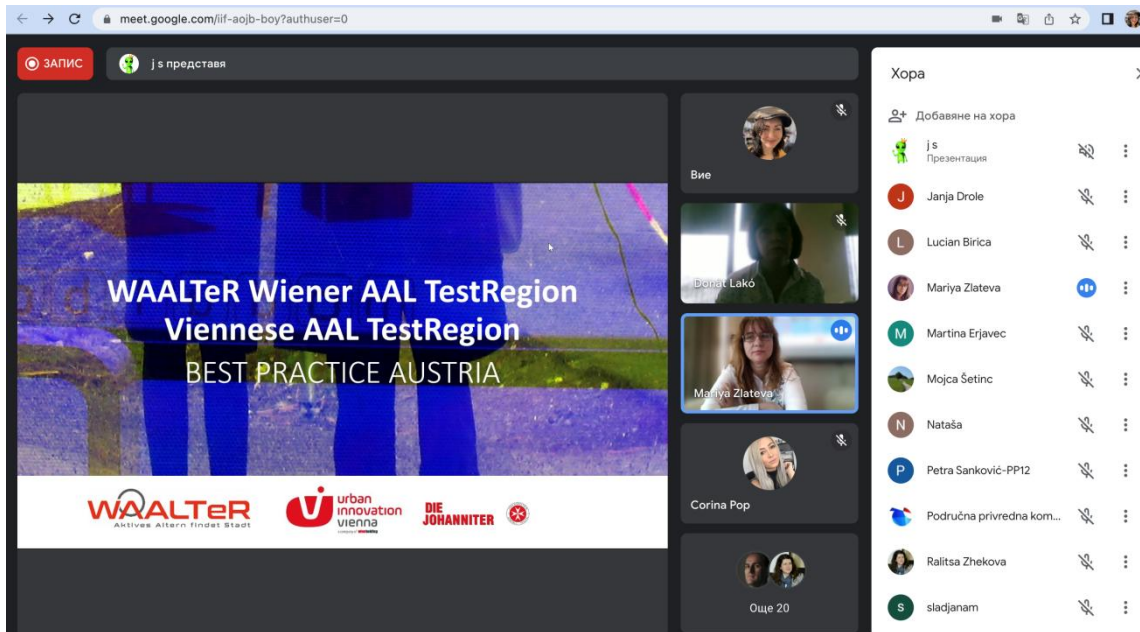 meet.google.com/iif-aojb-boy?authuser=0
ЗАПИС
j s представя
WAALTeR Wiener AAL TestRegion
Viennese AAL TestRegion
BEST PRACTICE AUSTRIA
WAALTeR
Aktives Altern findet Stadt
urban
innovation
vienna
DIE
JOHANNITER
Вие
Donát Lakó
Mariya Zlateva
Corina Pop
Още 20
Хора
Добавяне на хора
j s
Презентация
J
Janja Drole
L
Lucian Birica
Mariya Zlateva
M
Martina Erjavec
Mojca Šetinc
N
Nataša
P
Petra Sanković-PP12
Područna privredna kom...
Ralitsa Zhekova
s
sladjanam